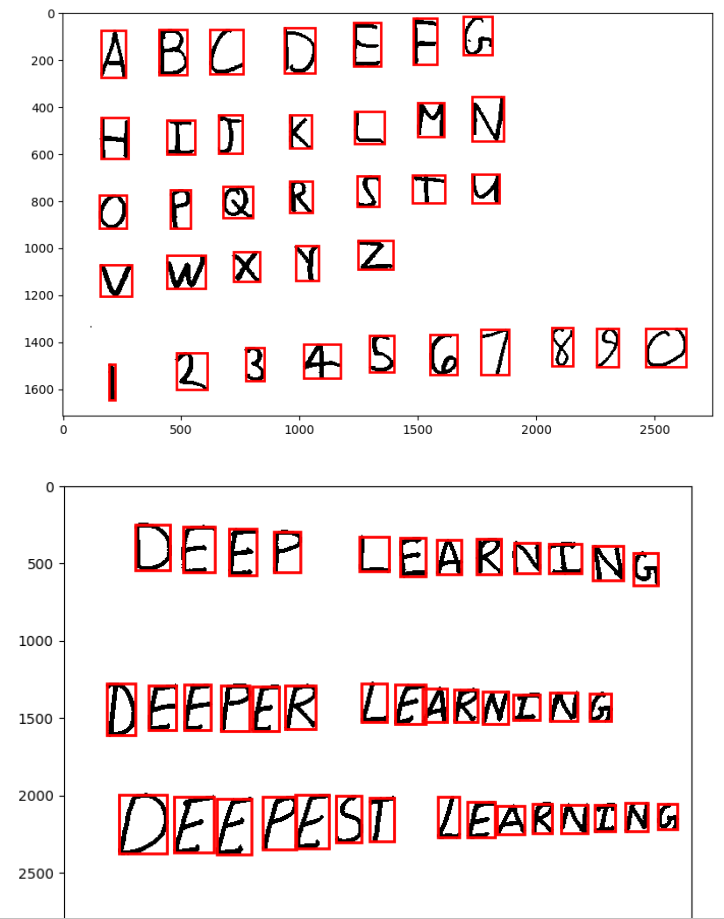 0
200
400
600
800
1000
1200
1400
1600
A B C D E F G
H I J K L M N
O P Q R S T U
V W X Y Z
1 2 3 4 5 6 7 8 9 0
0 500 1000 1500 2000 2500
0
500
1000
1500
2000
2500
DEEP LEARNING
DEEPER LEARNING
DEEPEST LEARNING